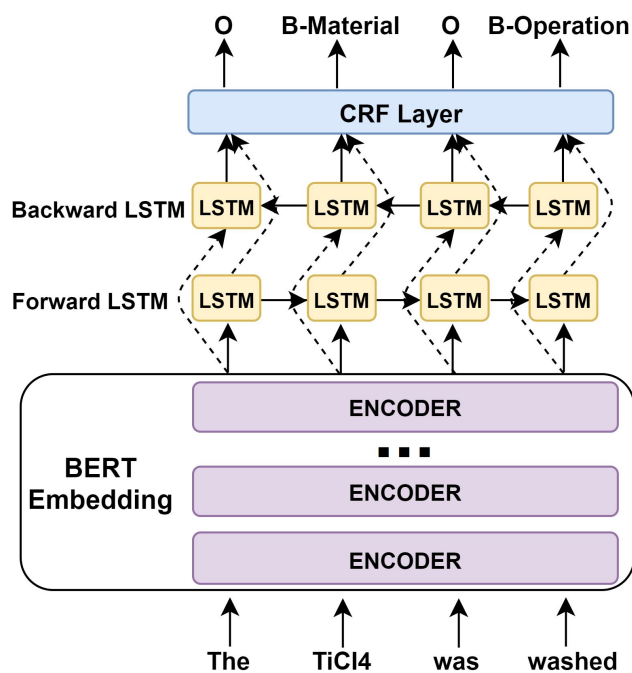 O B-Material O B-Operation
CRF Layer
Backward LSTM LSTM LSTM LSTM LSTM
Forward LSTM LSTM LSTM LSTM LSTM
ENCODER
...
BERT
Embedding
ENCODER
ENCODER
The TiCl4 was washed